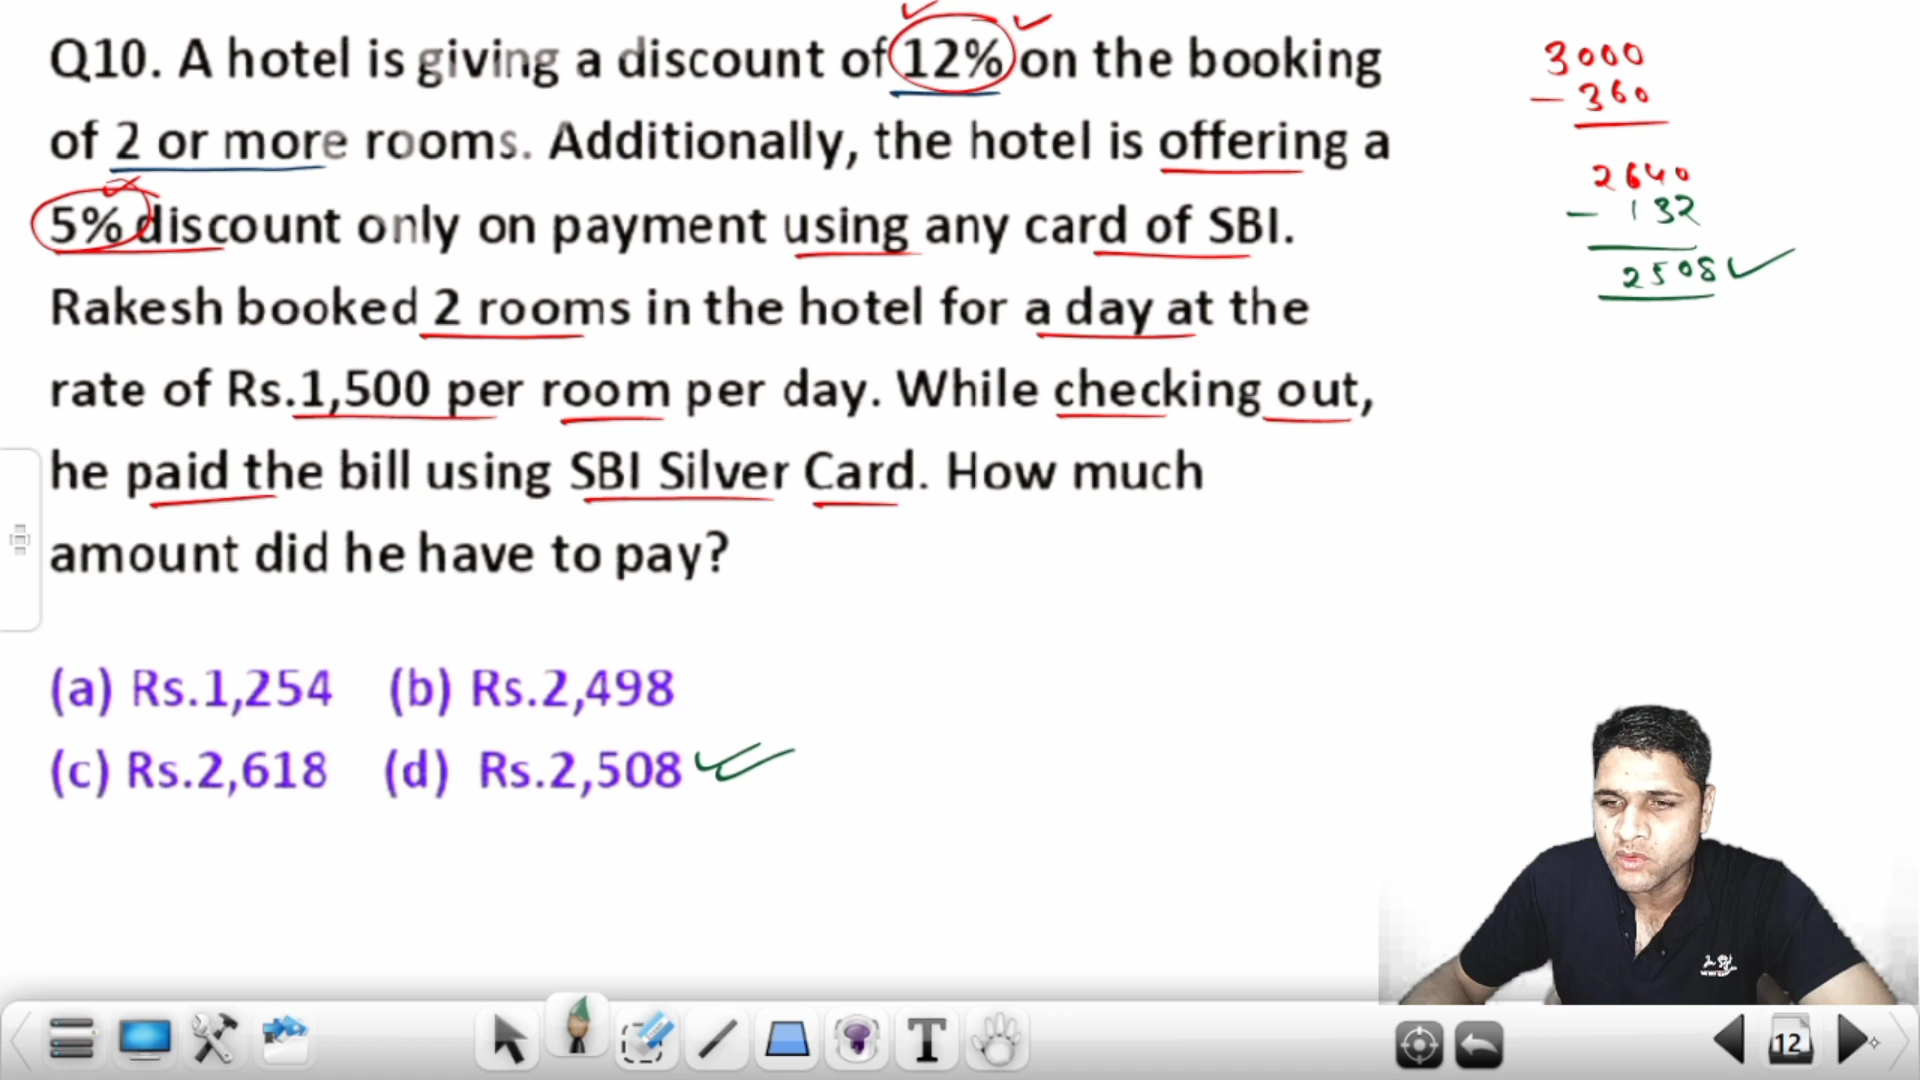 Q10. A hotel is giving a discount of 12% on the booking
of 2 or more rooms. Additionally, the hotel is offering a
5% discount only on payment using any card of SBI.
Rakesh booked 2 rooms in the hotel for a day at the
rate of Rs.1,500 per room per day. While checking out,
he paid the bill using SBI Silver Card. How much
amount did he have to pay?
(a) Rs.1,254 (b) Rs.2,498
(c) Rs.2,618 (d) Rs.2,508
3000
- 360
2640
- 132
2508
T
12